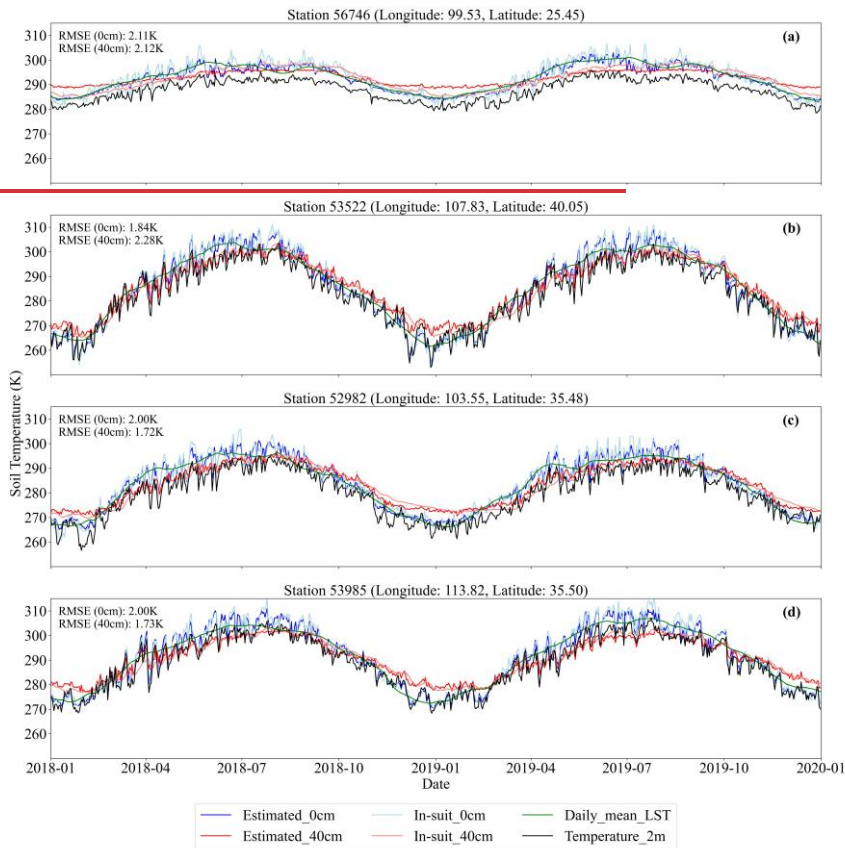 Station 56746 (Longitude: 99.53, Latitude: 25.45)
310
300
290
280
270
260
RMSE (0cm): 2.11K
RMSE (40cm): 2.12K
(a)
Station 53522 (Longitude: 107.83, Latitude: 40.05)
310
300
290
280
270
260
RMSE (0cm): 1.84K
RMSE (40cm): 2.28K
(b)
Soil Temperature (K)
Station 52982 (Longitude: 103.55, Latitude: 35.48)
310
300
290
280
270
260
RMSE (0cm): 2.00K
RMSE (40cm): 1.72K
(c)
Station 53985 (Longitude: 113.82, Latitude: 35.50)
310
300
290
280
270
260
RMSE (0cm): 2.00K
RMSE (40cm): 1.73K
(d)
2018-01 2018-04 2018-07 2018-10 2019-01 2019-04 2019-07 2019-10 2020-01
Date
Estimated_0cm In-suit_0cm Daily_mean_LST
Estimated_40cm In-suit_40cm Temperature_2m